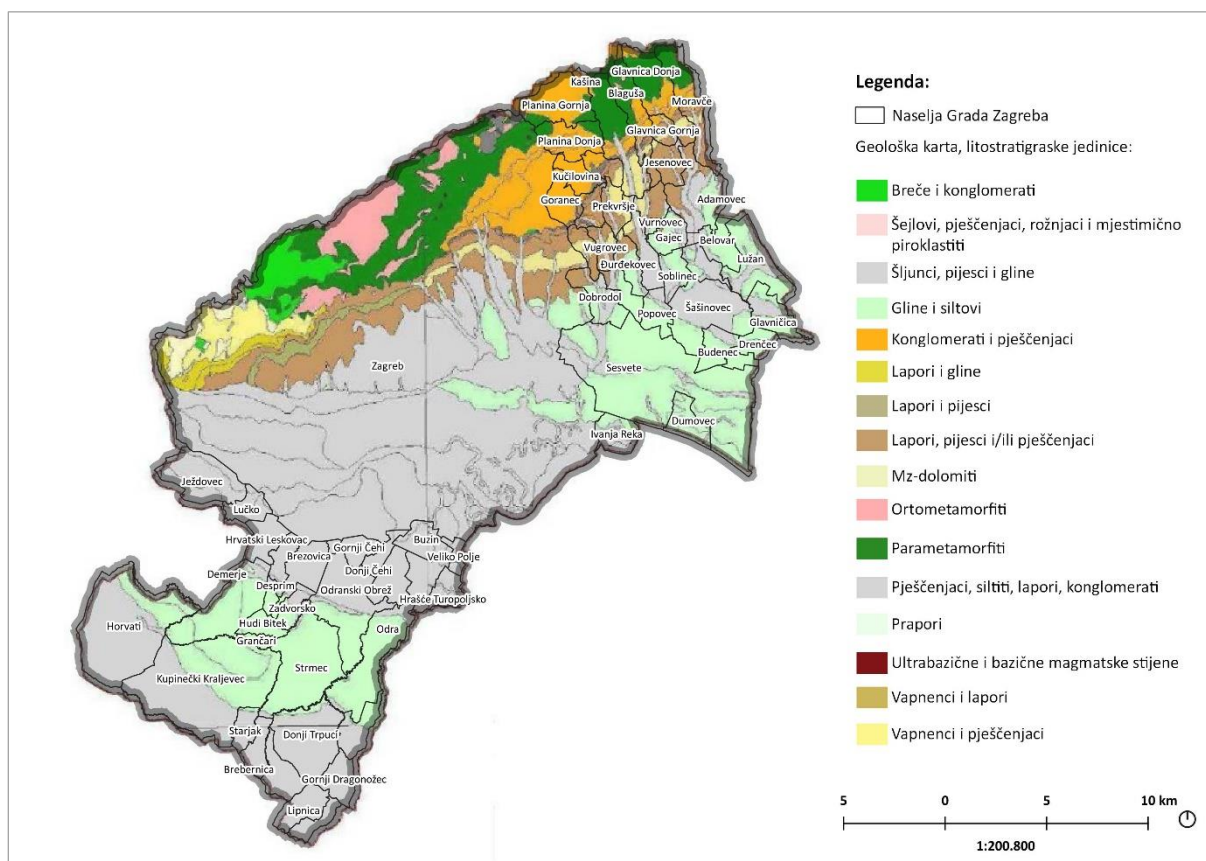 Kašina
Glavnica Donja
Blaguša
Planina Gornja
Moravče
Glavnica Gornja
Planina Donja
Jesenovec
Kučilovina
Goranec
Adamovec
Prekvršje
Vurnovec
Gajec
Belovar
Vugrovec
Lužan
Đurđekovec
Soblinec
Dobrodol
Šašinovec
Popovec
Glavničica
Drenčec
Budenec
Zagreb
Sesvete
Dumovec
Ivanja Reka
Ježdovec
Lučko
Hrvatski Leskovac
Buzin
Gornji Čehi
Brezovica
Veliko Polje
Donji Čehi
Demerje
Desprim
Odranski Obrež
Hrašće Turopoljsko
Zadvorsko
Horvati
Hudi Bitek
Odra
Grančari
Strmec
Kupinečki Kraljevec
Starjak
Donji Trpuci
Brebernica
Gornji Dragonožec
Lipnica
Legenda:
Naselja Grada Zagreba
Geološka karta, litostratigraske jedinice:
Breče i konglomerati
Šejlovi, pješčenjaci, rožnjaci i mjestimično
piroklastiti
Šljunci, pijesci i gline
Gline i siltovi
Konglomerati i pješčenjaci
Lapori i gline
Lapori i pijesci
Lapori, pijesci i/ili pješčenjaci
Mz-dolomiti
Ortometamorfiti
Parametamorfiti
Pješčenjaci, siltiti, lapori, konglomerati
Prapori
Ultrabazične i bazične magmatske stijene
Vapnenci i lapori
Vapnenci i pješčenjaci
5 0 5 10 km
1:200.800